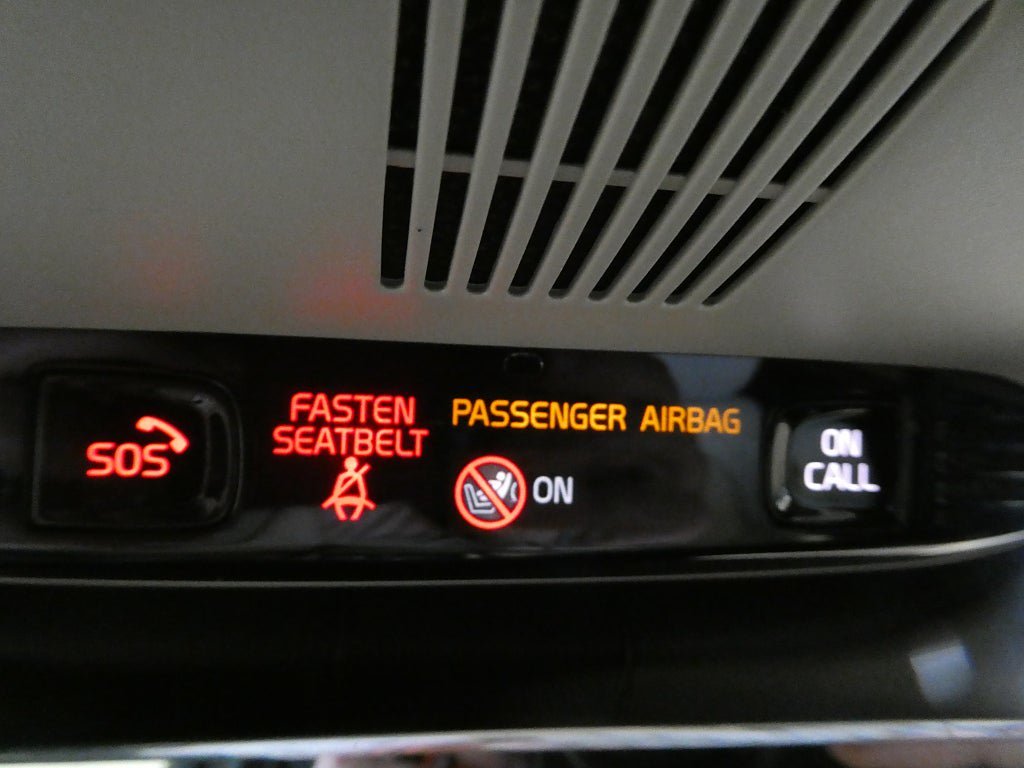 SOS
FASTEN
SEATBELT
PASSENGER AIRBAG
ON
ON
CALL